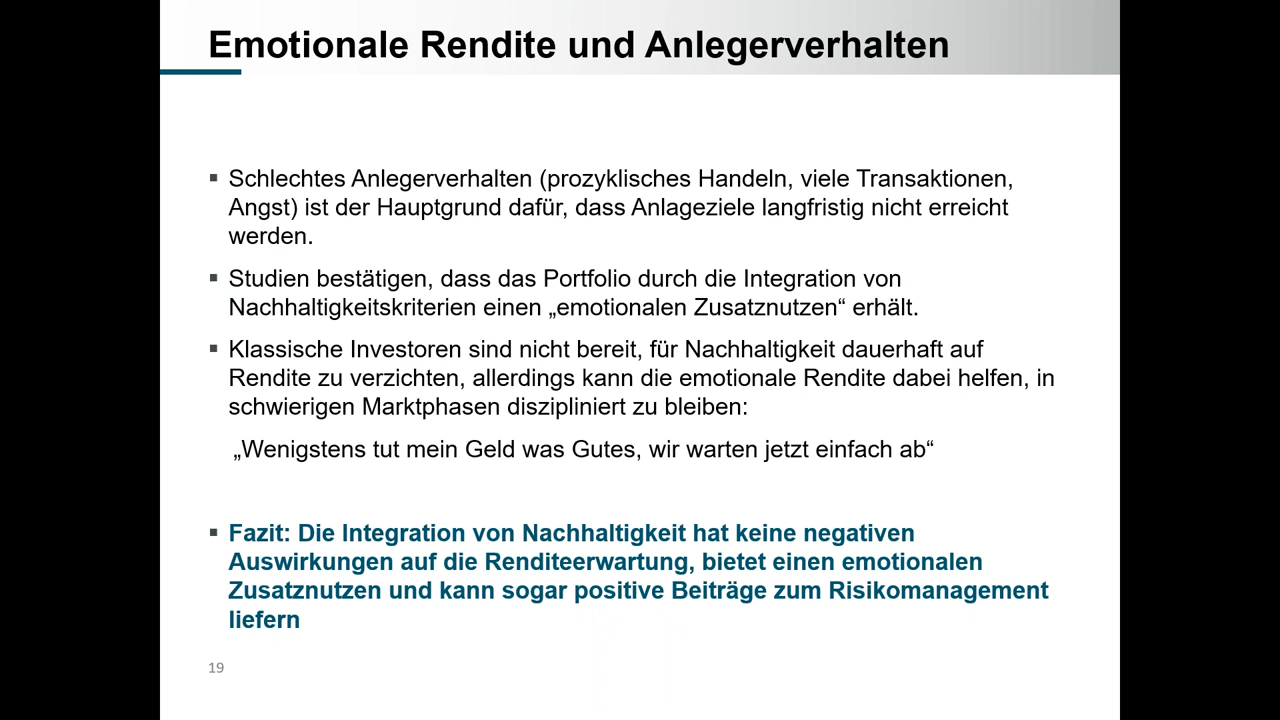 Emotionale Rendite und Anlegerverhalten
▪ Schlechtes Anlegerverhalten (prozyklisches Handeln, viele Transaktionen,
Angst) ist der Hauptgrund dafür, dass Anlageziele langfristig nicht erreicht
werden.
▪ Studien bestätigen, dass das Portfolio durch die Integration von
Nachhaltigkeitskriterien einen „emotionalen Zusatznutzen“ erhält.
▪ Klassische Investoren sind nicht bereit, für Nachhaltigkeit dauerhaft auf
Rendite zu verzichten, allerdings kann die emotionale Rendite dabei helfen, in
schwierigen Marktphasen diszipliniert zu bleiben:
„Wenigstens tut mein Geld was Gutes, wir warten jetzt einfach ab“
▪ Fazit: Die Integration von Nachhaltigkeit hat keine negativen
Auswirkungen auf die Renditeerwartung, bietet einen emotionalen
Zusatznutzen und kann sogar positive Beiträge zum Risikomanagement
liefern
19